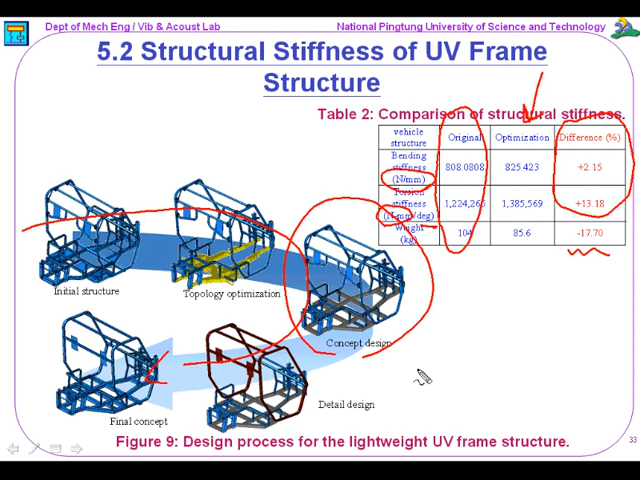 Dept of Mech Eng / Vib & Acoust Lab
National Pingtung University of Science and Technology
5.2 Structural Stiffness of UV Frame
Structure
Table 2: Comparison of structural stiffness.
vehicle structure Original Optimization Difference (%)
Bending stiffness (N/mm) 808.0808 825.423 +2.15
Torsion stiffness (N-mm/deg) 1,224,265 1,385,569 +13.18
Weight (kg) 104 85.6 -17.70
Initial structure
Topology optimization
Concept design
Final concept
Detail design
Figure 9: Design process for the lightweight UV frame structure.
33